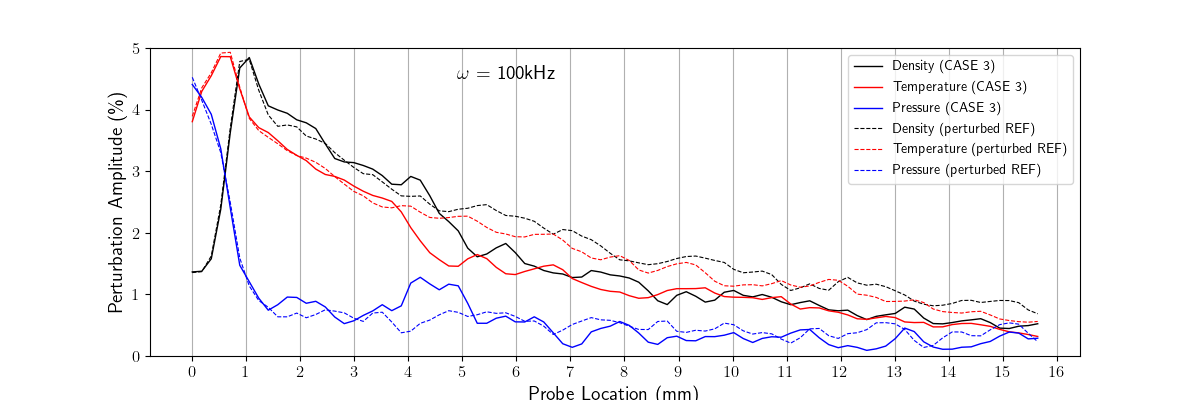 5
4
3
2
1
0
Perturbation Amplitude (%)
ω = 100kHz
Density (CASE 3)
Temperature (CASE 3)
Pressure (CASE 3)
Density (perturbed REF)
Temperature (perturbed REF)
Pressure (perturbed REF)
0 1 2 3 4 5 6 7 8 9 10 11 12 13 14 15 16
Probe Location (mm)